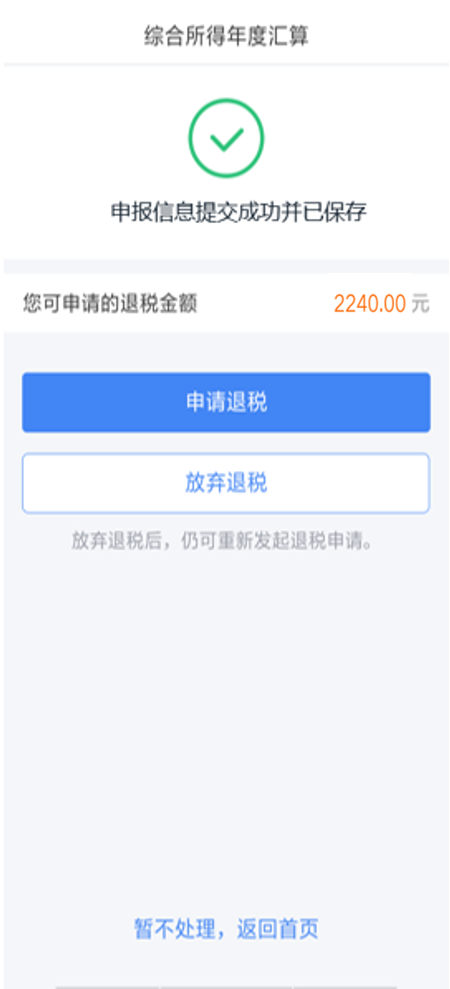 综合所得年度汇算
申报信息提交成功并已保存
您可申请的退税金额 2240.00 元
申请退税
放弃退税
放弃退税后，仍可重新发起退税申请。
暂不处理，返回首页